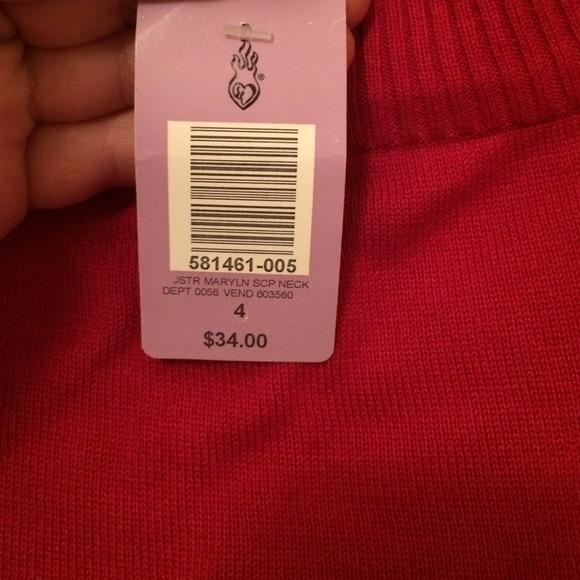 ®
581461-005
JSTR MARYLN SCP NECK
DEPT 0056 VEND 603560
4
$34.00